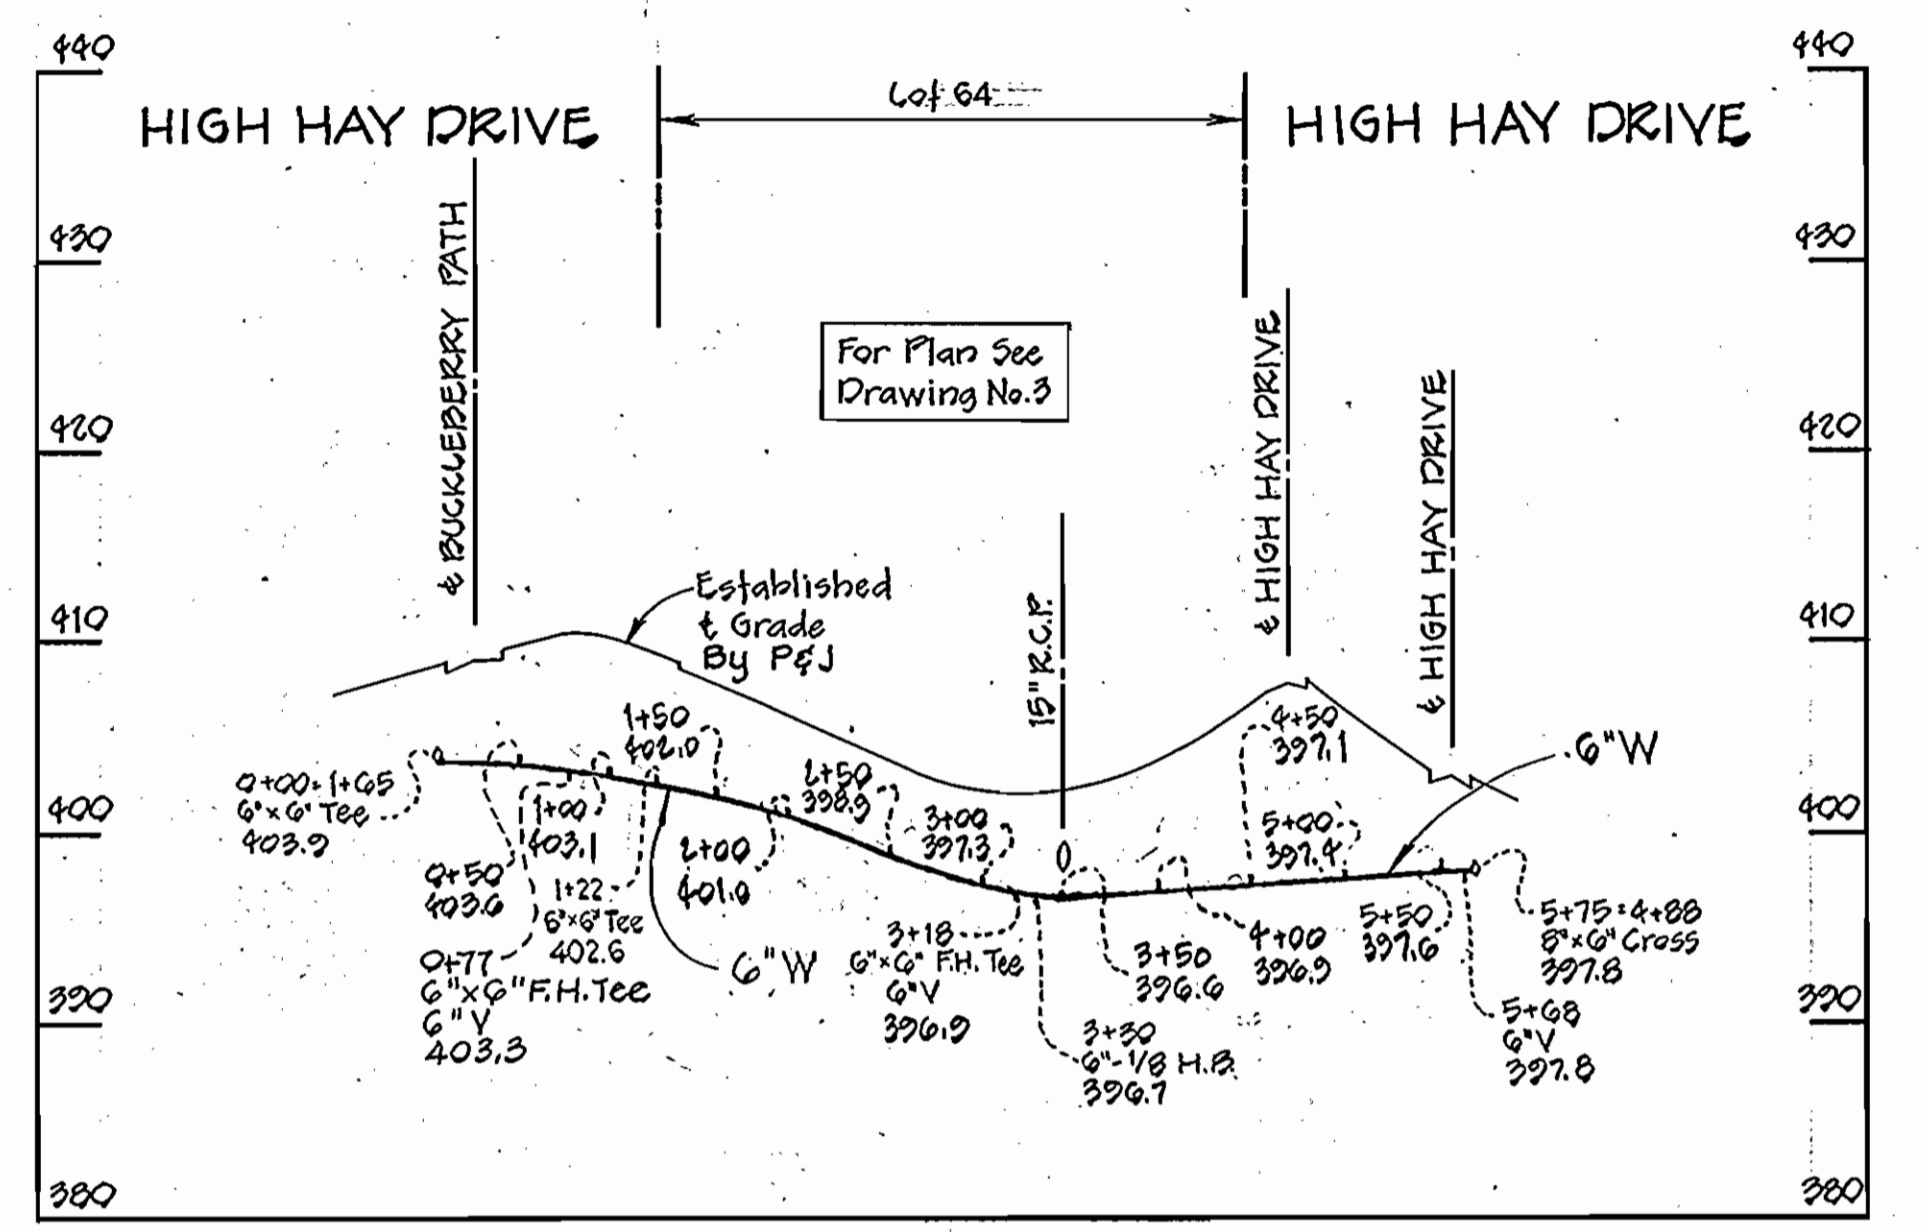 440
440
HIGH HAY DRIVE
Lot 64
HIGH HAY DRIVE
430
430
℄ BUCKLEBERRY PATH
For Plan See
Drawing No.3
℄ HIGH HAY DRIVE
℄ HIGH HAY DRIVE
420
420
Established
℄ Grade
By P&J
15" R.C.P.
410
410
0+00=1+65
6"x6" Tee
403.9
0+50
403.6
0+77
6"x6" F.H. Tee
6"V
403.3
1+00
403.1
1+22
6"x6" Tee
402.6
1+50
402.0
6"W
2+00
401.0
2+50
398.9
3+00
397.3
3+18
6"x6" F.H. Tee
6"V
396.9
3+30
6"-1/8 H.B.
396.7
3+50
396.6
4+00
396.9
4+50
397.1
5+00
397.4
5+50
397.6
6"W
5+68
6"V
397.8
5+75=4+88
8"x6" Cross
397.8
400
400
390
390
380
380